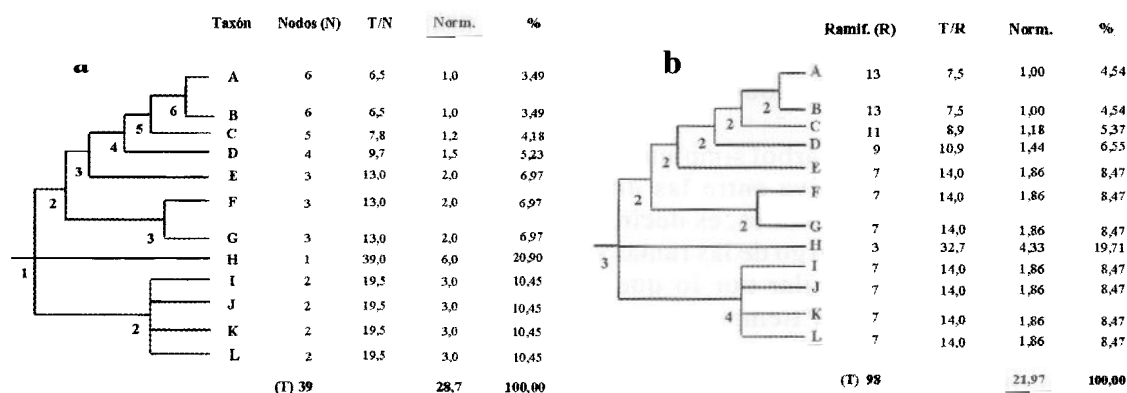 Taxón Nodos (N) T/N Norm. %
a
A 6 6,5 1,0 3,49
B 6 6,5 1,0 3,49
C 5 7,8 1,2 4,18
D 4 9,7 1,5 5,23
E 3 13,0 2,0 6,97
F 3 13,0 2,0 6,97
G 3 13,0 2,0 6,97
H 1 39,0 6,0 20,90
I 2 19,5 3,0 10,45
J 2 19,5 3,0 10,45
K 2 19,5 3,0 10,45
L 2 19,5 3,0 10,45
(T) 39 28,7 100,00
6
5
4
3
2
3
1
2
Ramif. (R) T/R Norm. %
b
A 13 7,5 1,00 4,54
B 13 7,5 1,00 4,54
C 11 8,9 1,18 5,37
D 9 10,9 1,44 6,55
E 7 14,0 1,86 8,47
F 7 14,0 1,86 8,47
G 7 14,0 1,86 8,47
H 3 32,7 4,33 19,71
I 7 14,0 1,86 8,47
J 7 14,0 1,86 8,47
K 7 14,0 1,86 8,47
L 7 14,0 1,86 8,47
(T) 98 21,97 100,00
2
2
2
2
2
2
3
4